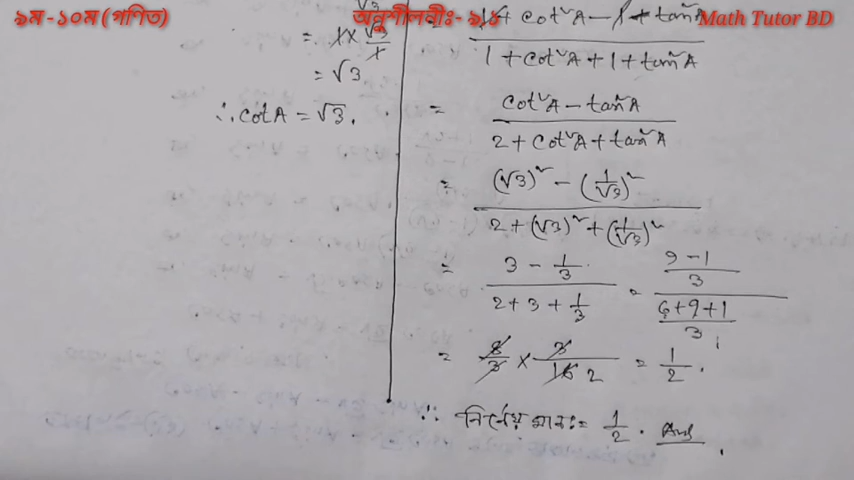 ৯ম - ১০ম (গণিত)
অনুশীলনীঃ- ৯.১
Math Tutor BD
= √3
∴ cotA = √3.
1+cot²A-1+tan²A
1+cot²A+1+tan²A
= cot²A - tan²A / 2+cot²A+tan²A
= (√3)² - (1/√3)² / 2+(√3)²+(1/√3)²
= 3 - 1/3 / 2+3+1/3 = 9-1/3 / 6+9+1/3
= 8/3 × 3/16 2 = 1/2.
∴ নির্ণেয় মানঃ= 1/2. Ans